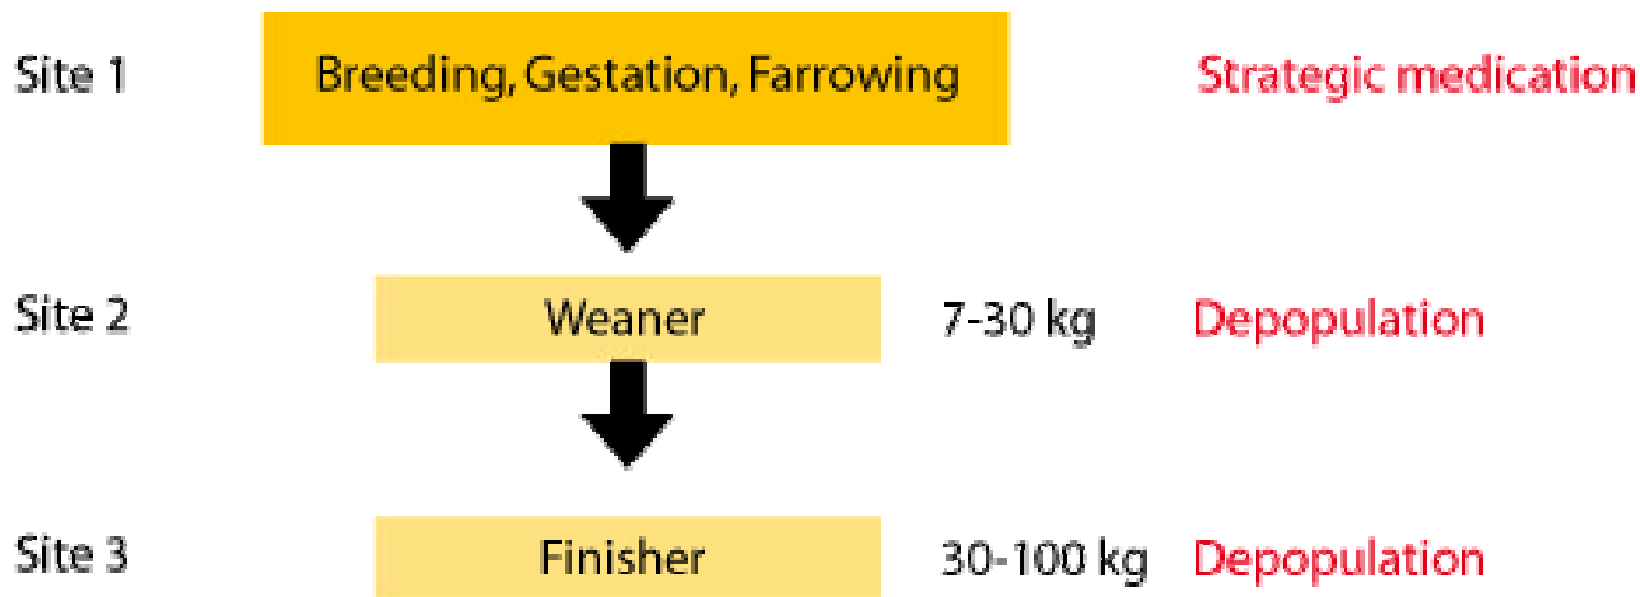 Site 1 Breeding, Gestation, Farrowing Strategic medication
Site 2 Weaner 7-30 kg Depopulation
Site 3 Finisher 30-100 kg Depopulation